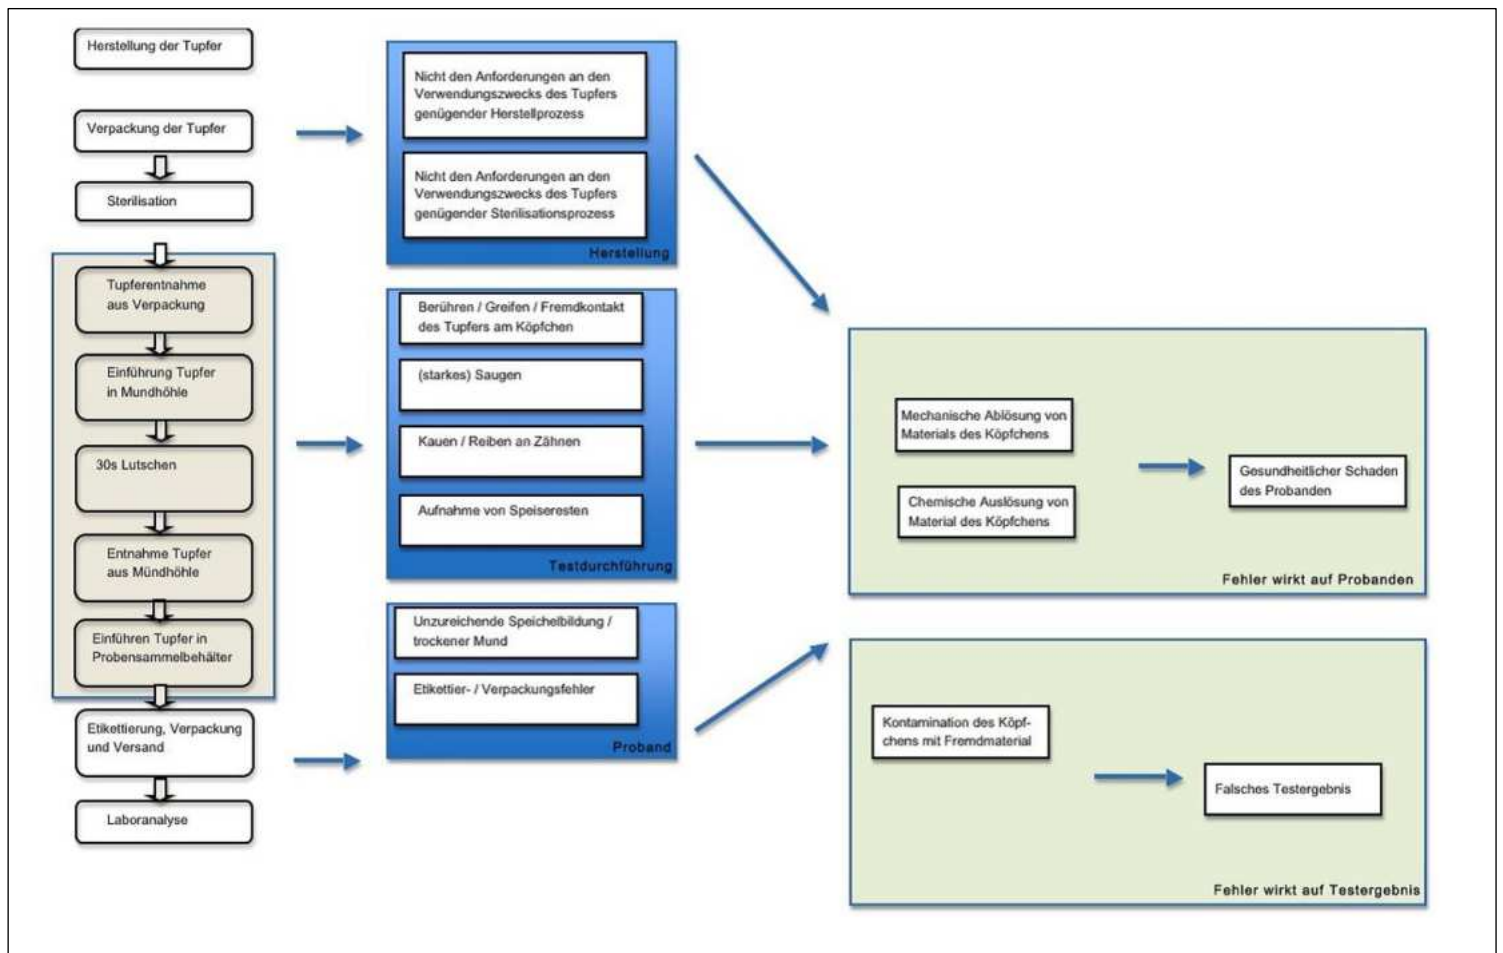 Herstellung der Tupfer
Verpackung der Tupfer
Sterilisation
Tupferentnahme
aus Verpackung
Einführung Tupfer
in Mundhöhle
30s Lutschen
Entnahme Tupfer
aus Mündhöhle
Einführen Tupfer in
Probensammelbehälter
Etikettierung, Verpackung
und Versand
Laboranalyse
Nicht den Anforderungen an den
Verwendungszwecks des Tupfers
genügender Herstellprozess
Nicht den Anforderungen an den
Verwendungszwecks des Tupfers
genügender Sterilisationsprozess
Herstellung
Berühren / Greifen / Fremdkontakt
des Tupfers am Köpfchen
(starkes) Saugen
Kauen / Reiben an Zähnen
Aufnahme von Speiseresten
Testdurchführung
Unzureichende Speichelbildung /
trockener Mund
Etikettier- / Verpackungsfehler
Proband
Mechanische Ablösung von
Materials des Köpfchens
Chemische Auslösung von
Material des Köpfchens
Gesundheitlicher Schaden
des Probanden
Fehler wirkt auf Probanden
Kontamination des Köpf-
chens mit Fremdmaterial
Falsches Testergebnis
Fehler wirkt auf Testergebnis